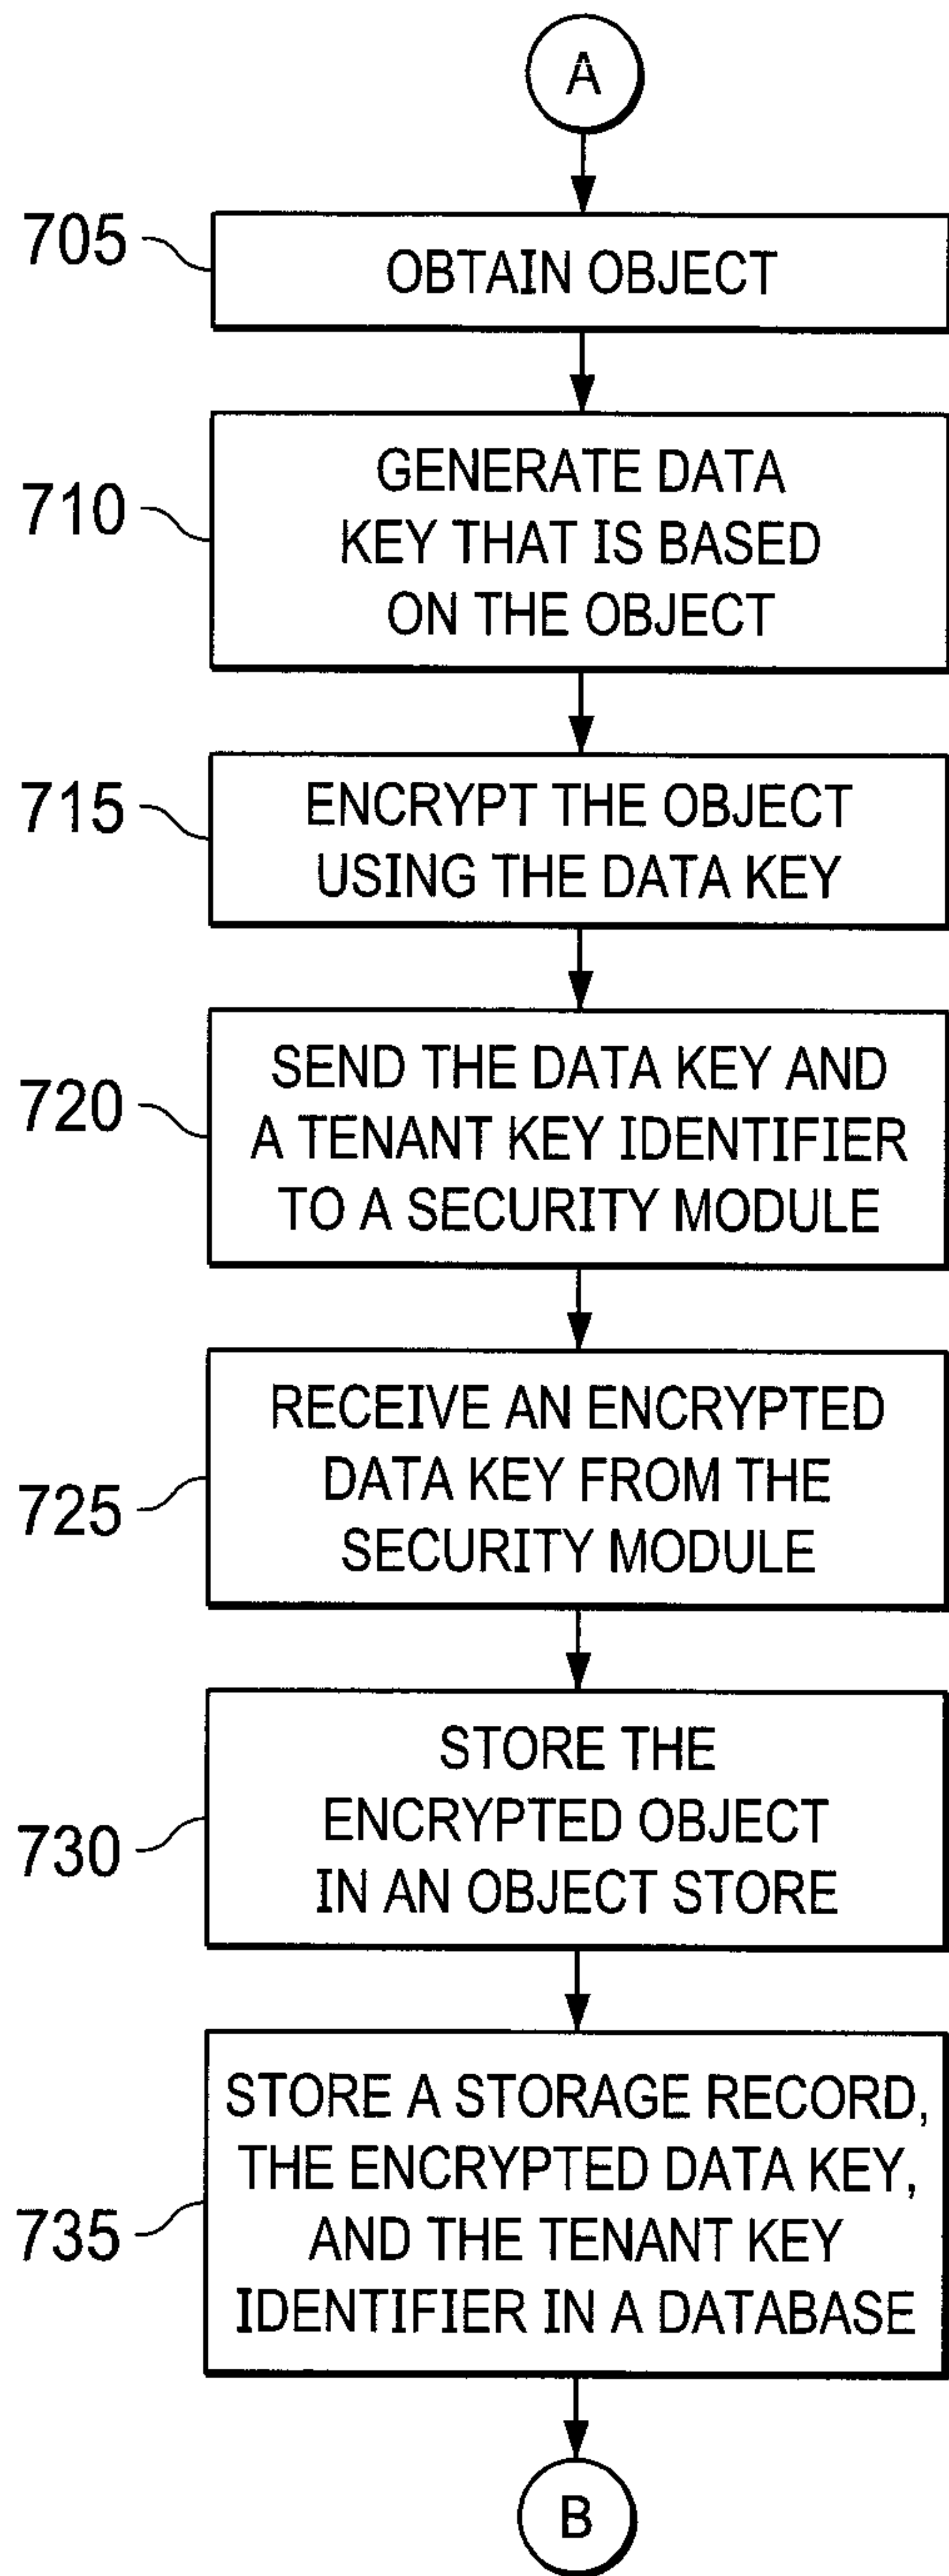 A
705
OBTAIN OBJECT
710
GENERATE DATA
KEY THAT IS BASED
ON THE OBJECT
715
ENCRYPT THE OBJECT
USING THE DATA KEY
720
SEND THE DATA KEY AND
A TENANT KEY IDENTIFIER
TO A SECURITY MODULE
725
RECEIVE AN ENCRYPTED
DATA KEY FROM THE
SECURITY MODULE
730
STORE THE
ENCRYPTED OBJECT
IN AN OBJECT STORE
735
STORE A STORAGE RECORD,
THE ENCRYPTED DATA KEY,
AND THE TENANT KEY
IDENTIFIER IN A DATABASE
B